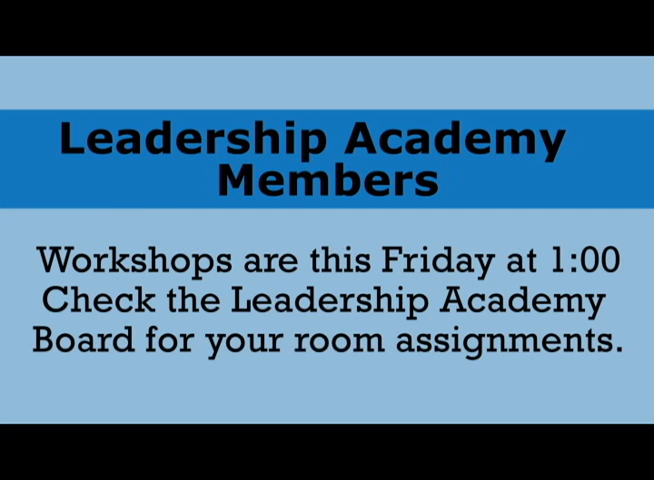 Leadership Academy
Members
Workshops are this Friday at 1:00
Check the Leadership Academy
Board for your room assignments.